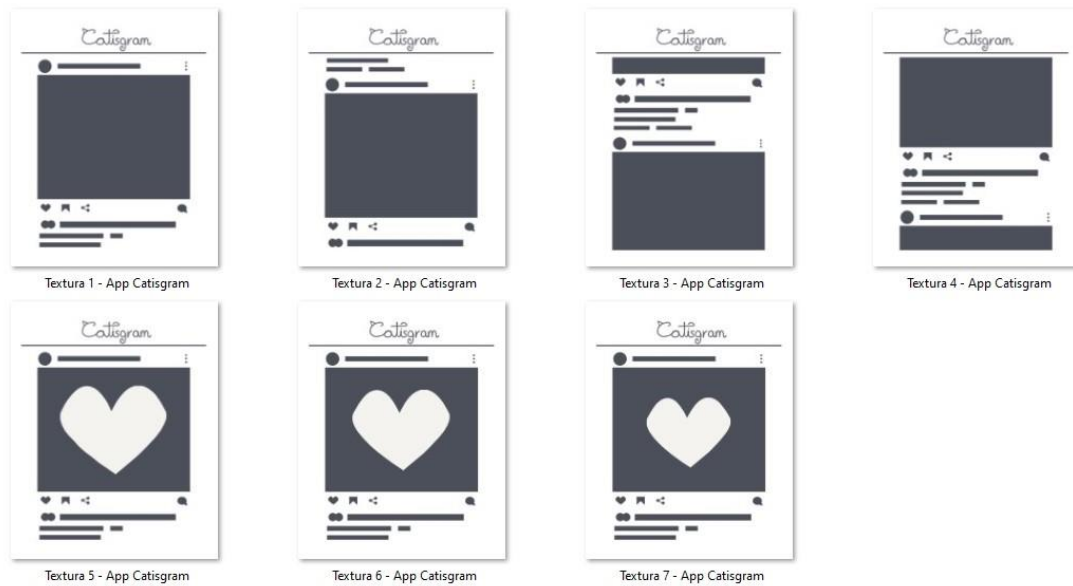 Catisgram
Catisgram
Catisgram
Catisgram
Textura 1 - App Catisgram
Textura 2 - App Catisgram
Textura 3 - App Catisgram
Textura 4 - App Catisgram
Catisgram
Catisgram
Catisgram
Textura 5 - App Catisgram
Textura 6 - App Catisgram
Textura 7 - App Catisgram